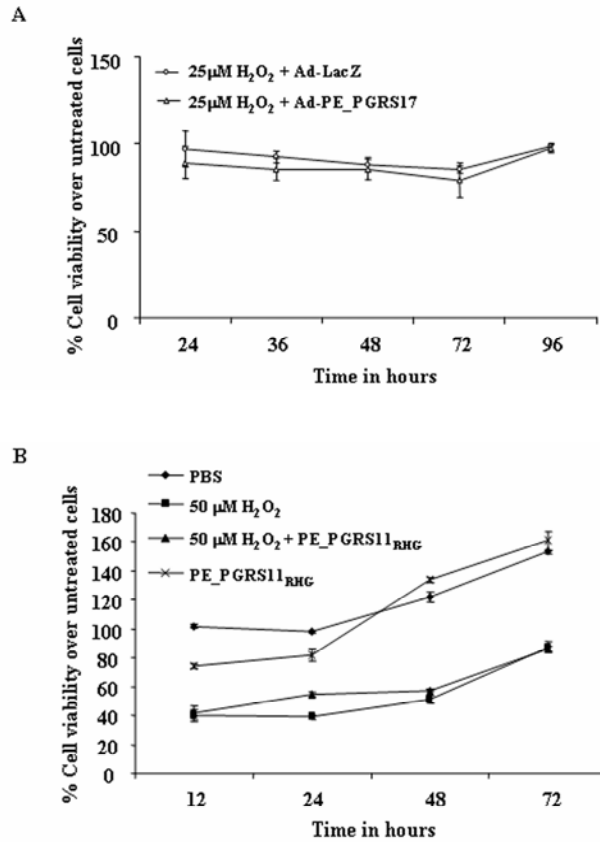 A
150
25μM H₂O₂ + Ad-LacZ
25μM H₂O₂ + Ad-PE_PGRS17
100
50
0
% Cell viability over untreated cells
24 36 48 72 96
Time in hours
B
PBS
50 μM H₂O₂
50 μM H₂O₂ + PE_PGRS11RHG
PE_PGRS11RHG
180
160
140
120
100
80
60
40
20
0
% Cell viability over untreated cells
12 24 48 72
Time in hours